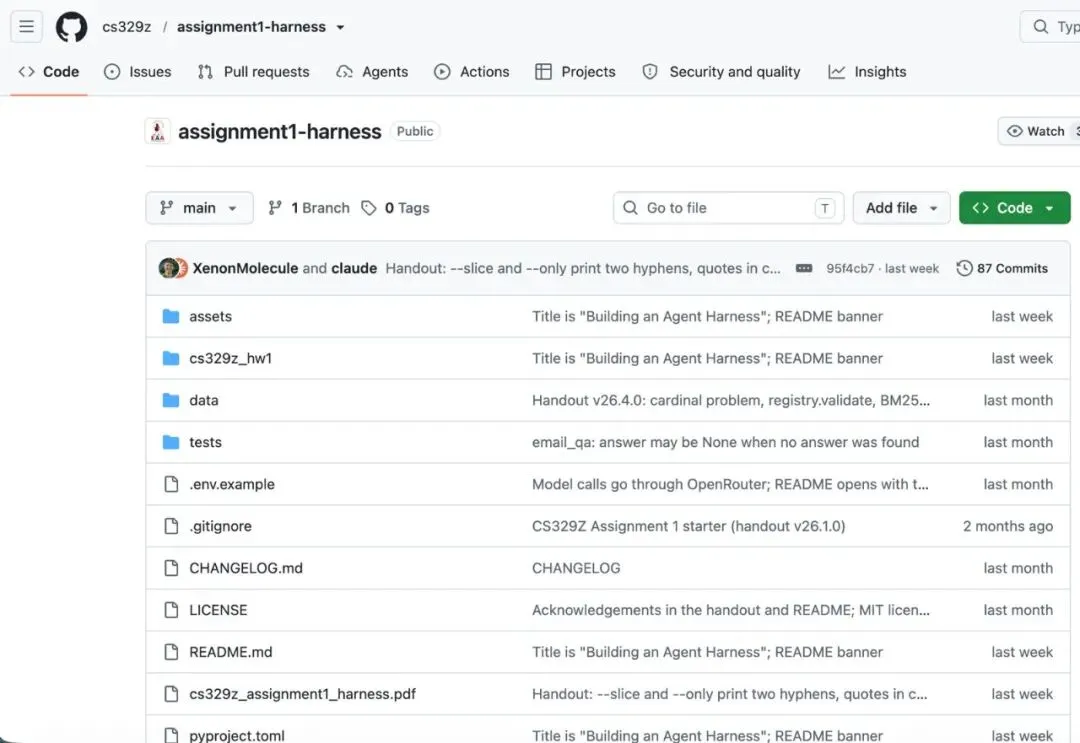 cs329z / assignment1-harness
Typ
Code Issues Pull requests Agents Actions Projects Security and quality Insights
assignment1-harness Public
Watch 3
main 1 Branch 0 Tags Go to file T Add file Code
XenonMolecule and claude Handout: --slice and --only print two hyphens, quotes in c... 95f4cb7 · last week 87 Commits
assets Title is "Building an Agent Harness"; README banner last week
cs329z_hw1 Title is "Building an Agent Harness"; README banner last week
data Handout v26.4.0: cardinal problem, registry.validate, BM25... last month
tests email_qa: answer may be None when no answer was found last month
.env.example Model calls go through OpenRouter; README opens with t... last month
.gitignore CS329Z Assignment 1 starter (handout v26.1.0) 2 months ago
CHANGELOG.md CHANGELOG last month
LICENSE Acknowledgements in the handout and README; MIT licen... last month
README.md Title is "Building an Agent Harness"; README banner last week
cs329z_assignment1_harness.pdf Handout: --slice and --only print two hyphens, quotes in c... last week
pyproject.toml Title is "Building an Agent Harness"; README banner last week